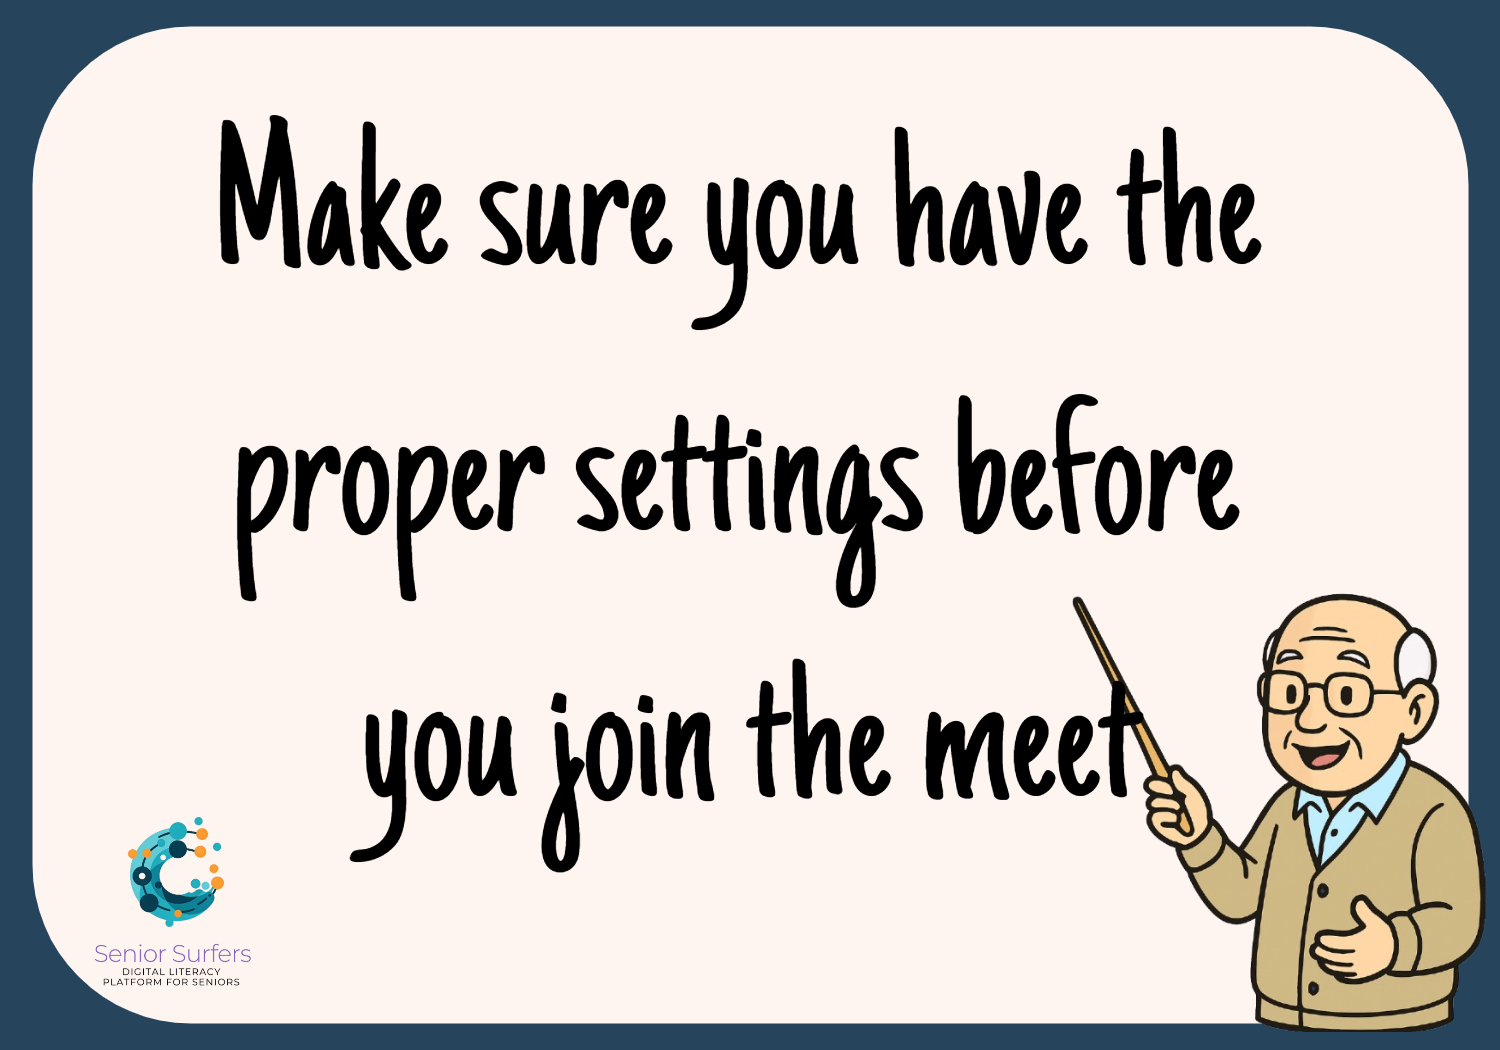 Make sure you have the
proper settings before
you join the meet
Senior Surfers
DIGITAL LITERACY
PLATFORM FOR SENIORS